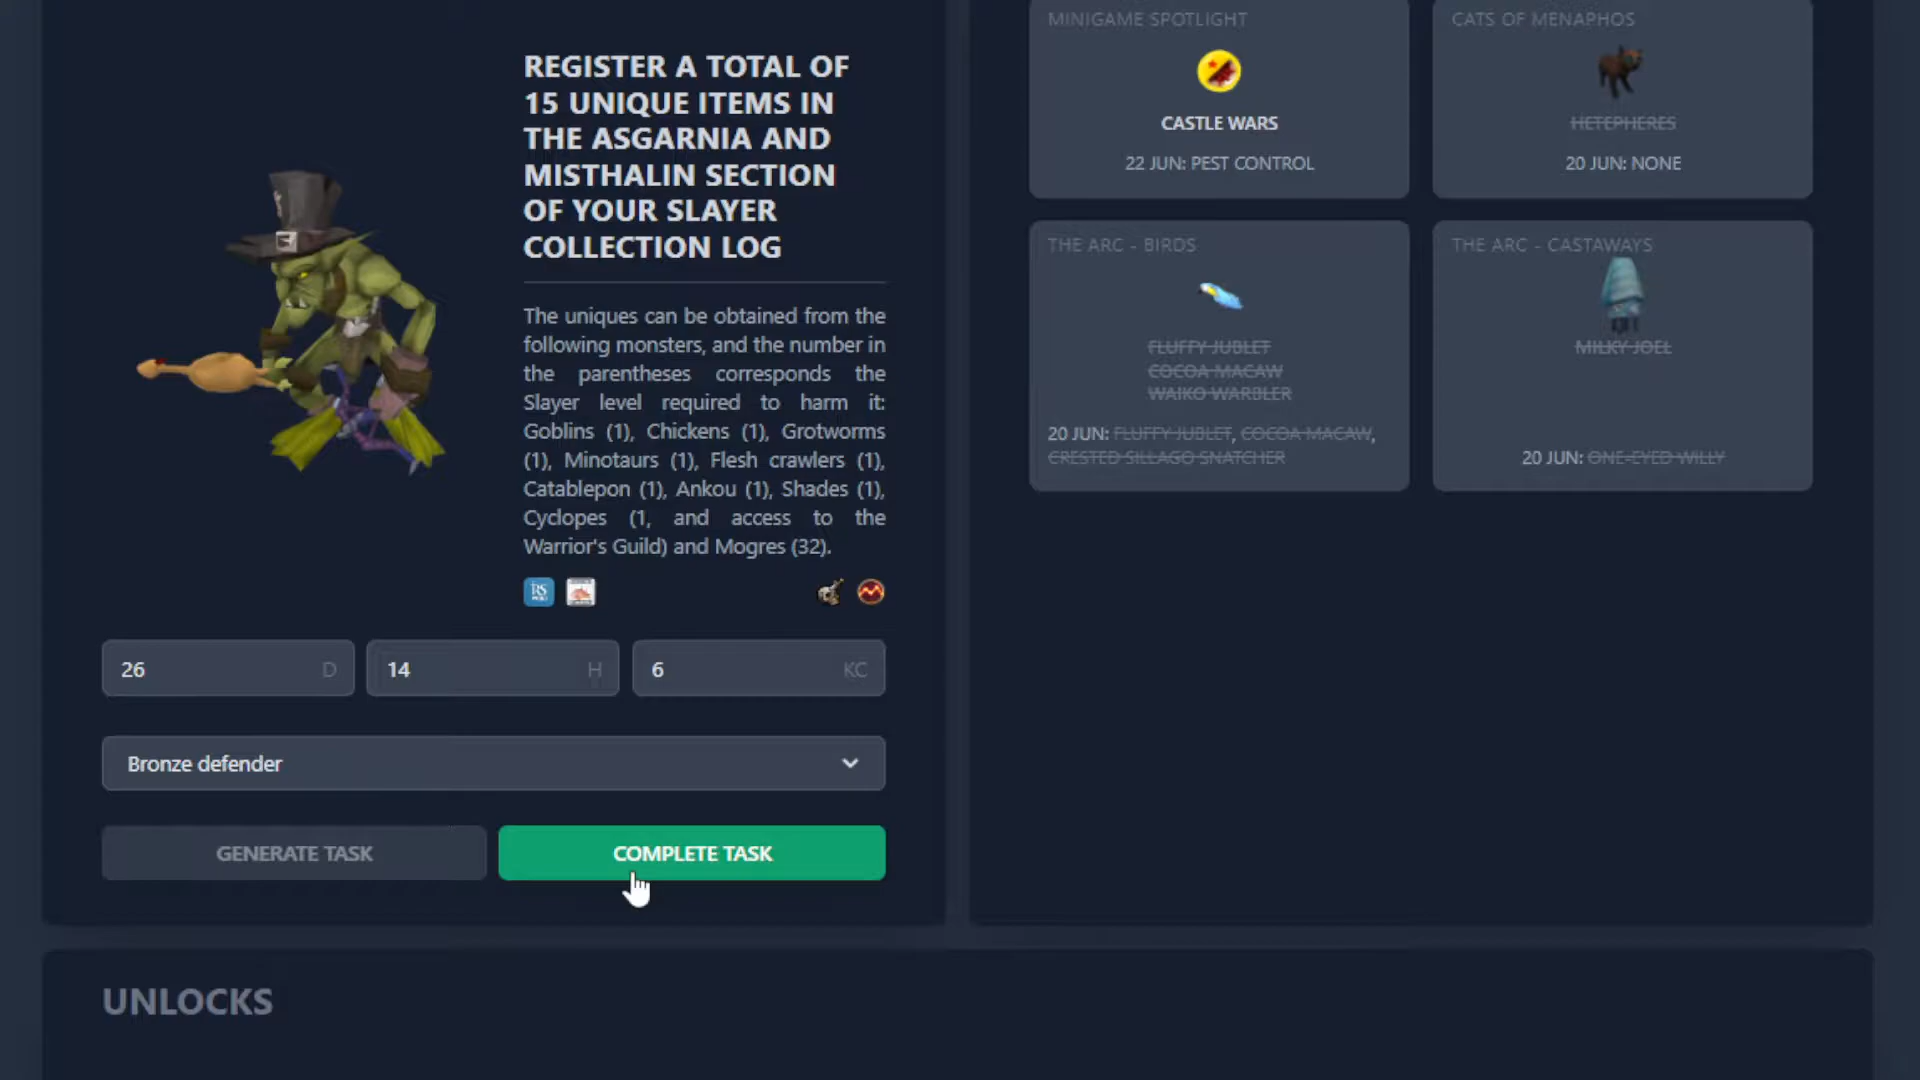 REGISTER A TOTAL OF
15 UNIQUE ITEMS IN
THE ASGARNIA AND
MISTHALIN SECTION
OF YOUR SLAYER
COLLECTION LOG
The uniques can be obtained from the
following monsters, and the number in
the parentheses corresponds the
Slayer level required to harm it:
Goblins (1), Chickens (1), Grotworms
(1), Minotaurs (1), Flesh crawlers (1),
Catablepon (1), Ankou (1), Shades (1),
Cyclopes (1, and access to the
Warrior's Guild) and Mogres (32).
26 D
14 H
6 KC
Bronze defender
GENERATE TASK
COMPLETE TASK
MINIGAME SPOTLIGHT
CASTLE WARS
22 JUN: PEST CONTROL
CATS OF MENAPHOS
HETEPHERES
20 JUN: NONE
THE ARC - BIRDS
FLUFFY JUBLET
COCOA MACAW
WAIKO WARBLER
20 JUN: FLUFFY JUBLET, COCOA MACAW,
CRESTED SILLAGO SNATCHER
THE ARC - CASTAWAYS
MILKY JOEL
20 JUN: ONE-EYED WILLY
UNLOCKS